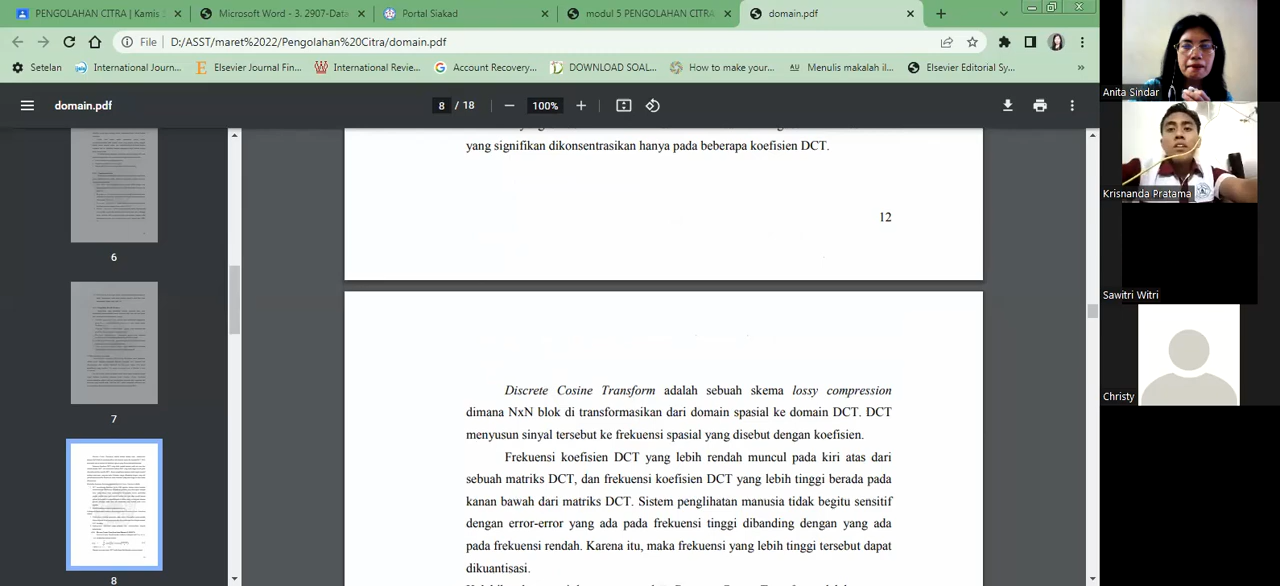 PENGOLAHAN CITRA | Kamis
Microsoft Word - 3. 2907-Data
Portal Siakad
modul 5 PENGOLAHAN CITRA
domain.pdf
File
D:/ASST/maret%2022/Pengolahan%20Citra/domain.pdf
Setelan
International Journ...
Elsevier Journal Fin...
International Revie...
Account Recovery...
DOWNLOAD SOAL...
How to make your...
Menulis makalah il...
Elsevier Editorial Sy...
domain.pdf
8 / 18
100%
6
7
8
yang signifikan dikonsentrasikan hanya pada beberapa koefisien DCT.
12
Discrete Cosine Transform adalah sebuah skema lossy compression
dimana NxN blok di transformasikan dari domain spasial ke domain DCT. DCT
menyusun sinyal tersebut ke frekuensi spasial yang disebut dengan koefisien.
Frekuensi koefisien DCT yang lebih rendah muncul pada kiri atas dari
sebuah matriks DCT, dan frekuensi koefisien DCT yang lebih tinggi berada pada
kanan bawah dari matriks DCT. Sistem penglihatan manusia tidak begitu sensitif
dengan error-error yang ada pada frekuensi tinggi dibanding dengan yang ada
pada frekuensi rendah. Karena itu, maka frekuensi yang lebih tinggi tersebut dapat
dikuantisasi.
Anita Sindar
Krisnanda Pratama
Sawitri Witri
Christy